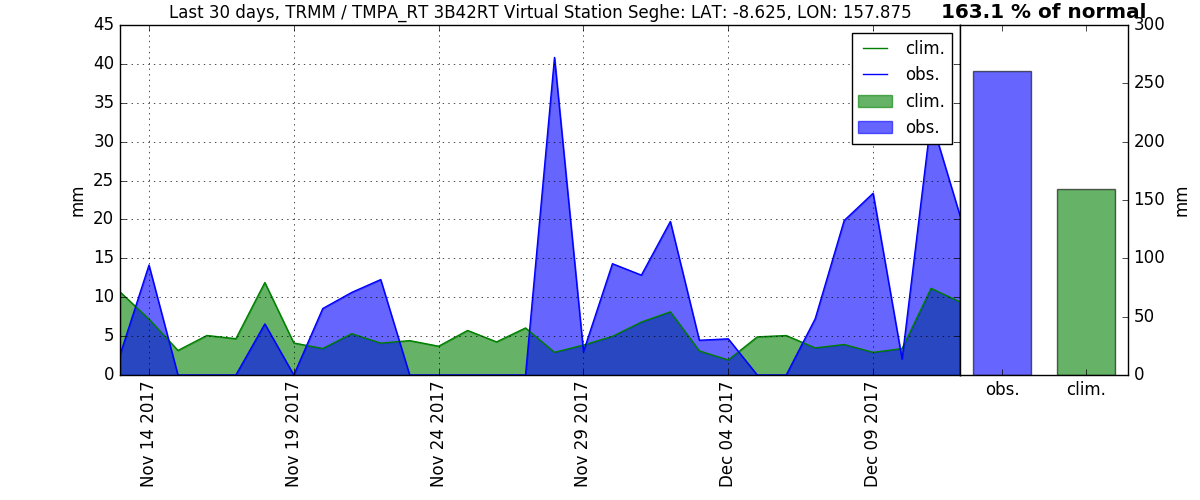 Last 30 days, TRMM / TMPA_RT 3B42RT Virtual Station Seghe: LAT: -8.625, LON: 157.875
163.1 % of normal
45
40
35
30
25
20
15
10
5
0
mm
clim.
obs.
clim.
obs.
300
250
200
150
100
50
0
mm
obs.
clim.
Nov 14 2017
Nov 19 2017
Nov 24 2017
Nov 29 2017
Dec 04 2017
Dec 09 2017